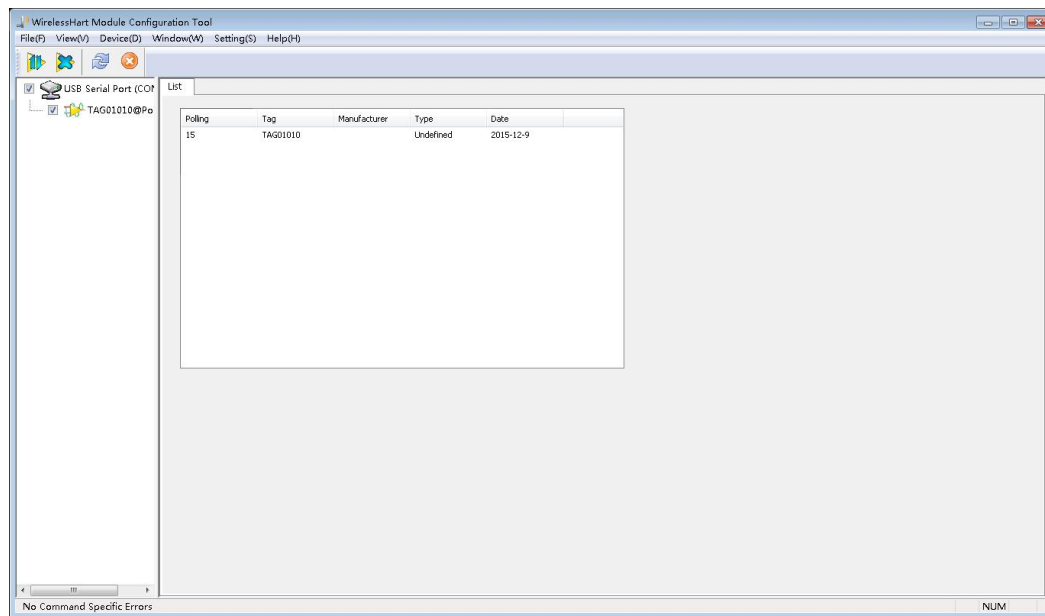 WirelessHart Module Configuration Tool
File(F) View(V) Device(D) Window(W) Setting(S) Help(H)
USB Serial Port (CO
TAG01010@Po
List
Polling Tag Manufacturer Type Date
15 TAG01010 Undefined 2015-12-9
No Command Specific Errors
NUM